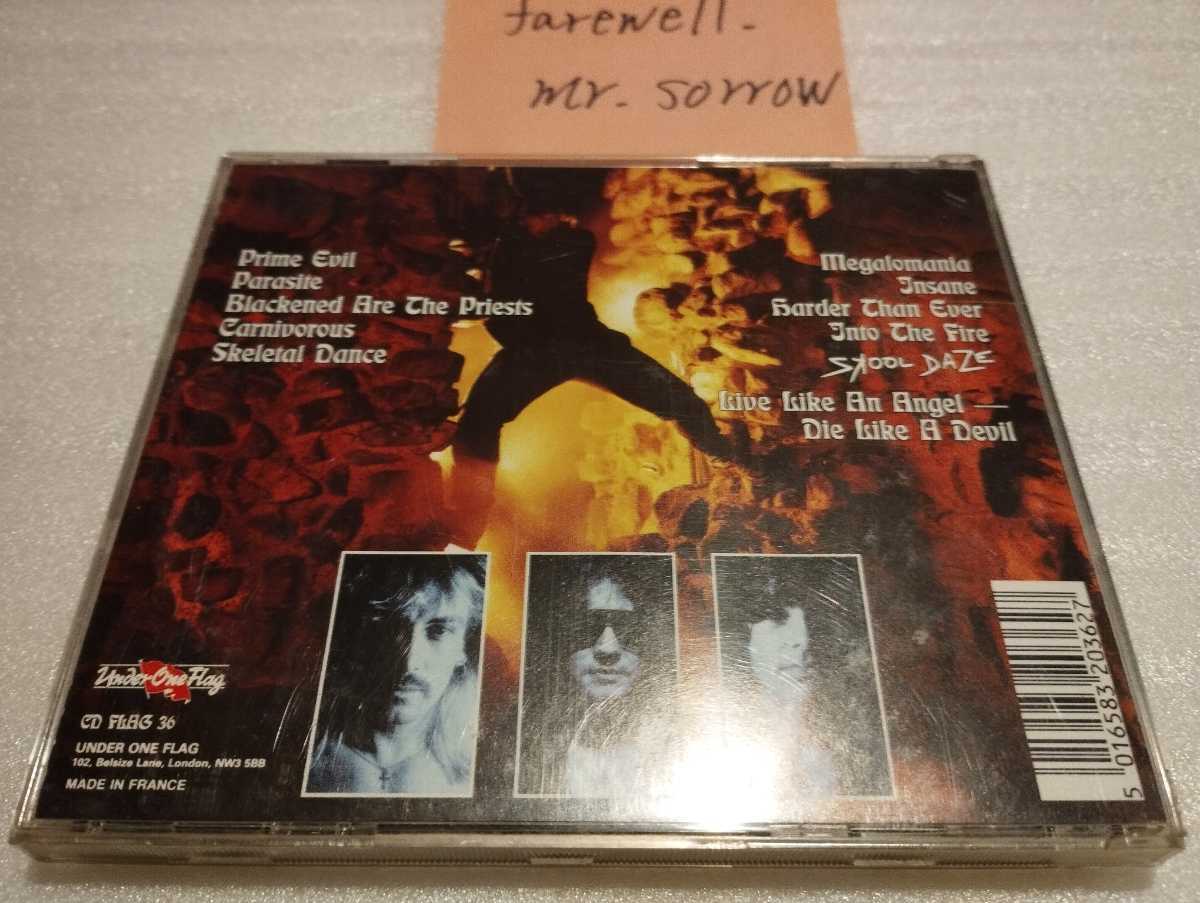 farewell.
mr. sorrow
Prime Evil
Parasite
Blackened Are The Priests
Carnivorous
Skeletal Dance
Megalomania
Insane
Harder Than Ever
Into The Fire
SKOOL DAZE
Live Like An Angel —
Die Like A Devil
Under One Flag
CD FLAG 36
UNDER ONE FLAG
102, Belsize Lane, London, NW3 5BB
MADE IN FRANCE
5 016583 203627